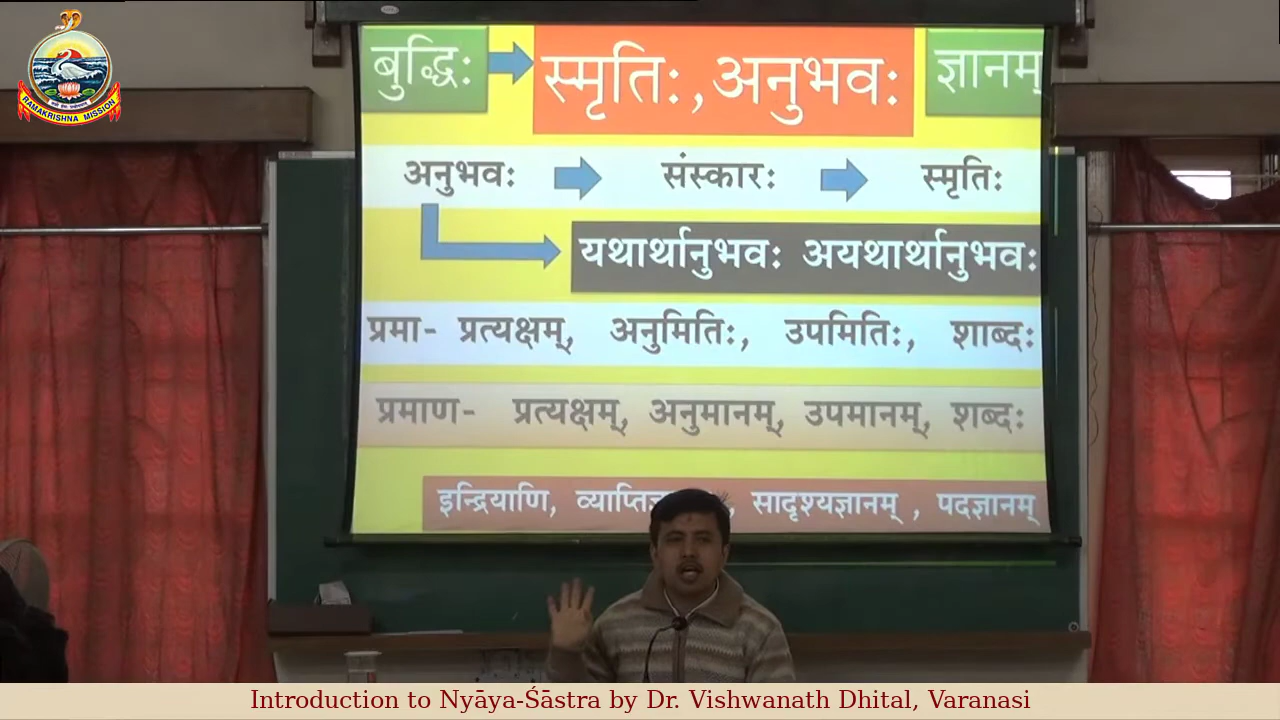 RAMAKRISHNA MISSION
बुद्धिः स्मृतिः,अनुभवः ज्ञानम्
अनुभवः संस्कारः स्मृतिः
यथार्थानुभवः अयथार्थानुभवः
प्रमा- प्रत्यक्षम्, अनुमितिः, उपमितिः, शाब्दः
प्रमाण- प्रत्यक्षम्, अनुमानम्, उपमानम्, शब्दः
इन्द्रियाणि, सादृश्यज्ञानम् , पदज्ञानम्
Introduction to Nyāya-Śāstra by Dr. Vishwanath Dhital, Varanasi